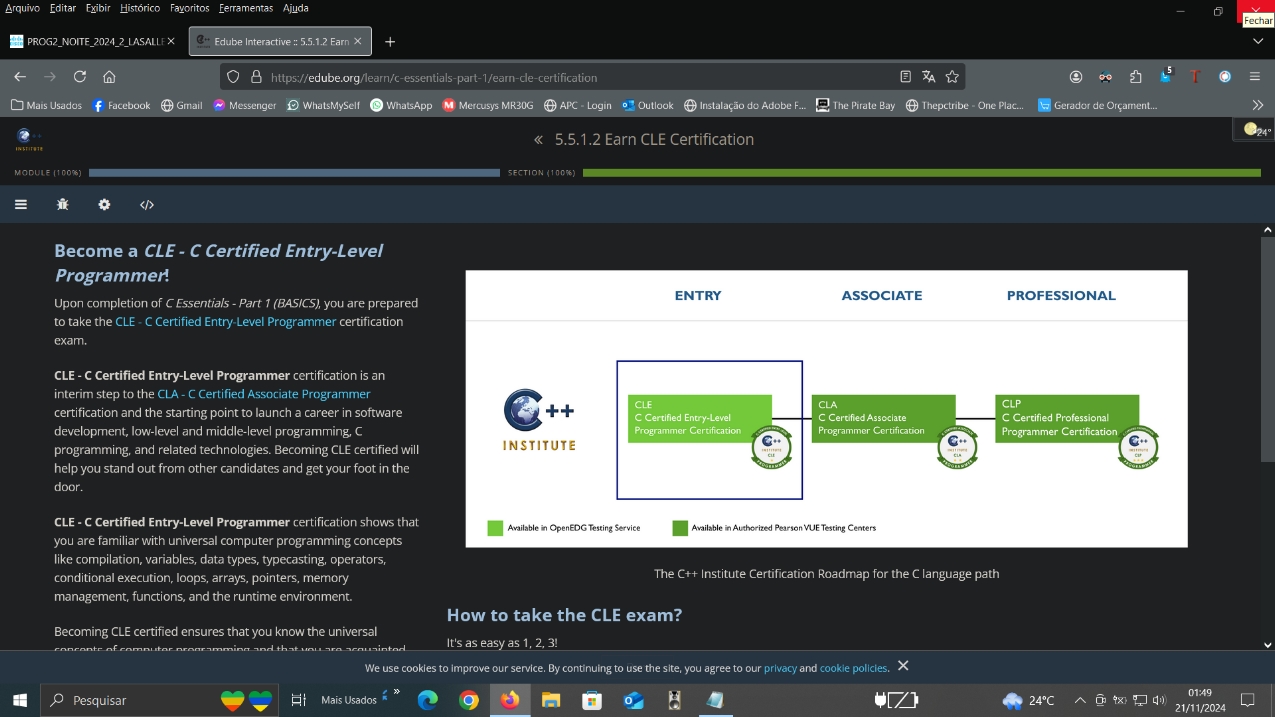 Arquivo Editar Exibir Histórico Favoritos Ferramentas Ajuda
Fechar
PROG2_NOITE_2024_2_LASALLE
Edube Interactive :: 5.5.1.2 Earn
https://edube.org/learn/c-essentials-part-1/earn-cle-certification
5
Mais Usados Facebook Gmail Messenger WhatsMySelf WhatsApp Mercusys MR30G APC - Login Outlook Instalação do Adobe F... The Pirate Bay Thepctribe - One Plac... Gerador de Orçament...
C++
INSTITUTE
« 5.5.1.2 Earn CLE Certification
24°
MODULE (100%)
SECTION (100%)
Become a CLE - C Certified Entry-Level
Programmer!
Upon completion of C Essentials - Part 1 (BASICS), you are prepared
to take the CLE - C Certified Entry-Level Programmer certification
exam.
CLE - C Certified Entry-Level Programmer certification is an
interim step to the CLA - C Certified Associate Programmer
certification and the starting point to launch a career in software
development, low-level and middle-level programming, C
programming, and related technologies. Becoming CLE certified will
help you stand out from other candidates and get your foot in the
door.
CLE - C Certified Entry-Level Programmer certification shows that
you are familiar with universal computer programming concepts
like compilation, variables, data types, typecasting, operators,
conditional execution, loops, arrays, pointers, memory
management, functions, and the runtime environment.
Becoming CLE certified ensures that you know the universal
concepts of computer programming and that you are acquainted
ENTRY
ASSOCIATE
PROFESSIONAL
C++
INSTITUTE
CLE
C Certified Entry-Level
Programmer Certification
CLA
C Certified Associate
Programmer Certification
CLP
C Certified Professional
Programmer Certification
Available in OpenEDG Testing Service
Available in Authorized Pearson VUE Testing Centers
The C++ Institute Certification Roadmap for the C language path
How to take the CLE exam?
It's as easy as 1, 2, 3!
We use cookies to improve our service. By continuing to use the site, you agree to our privacy and cookie policies.
Pesquisar
Mais Usados
24°C
01:49
21/11/2024